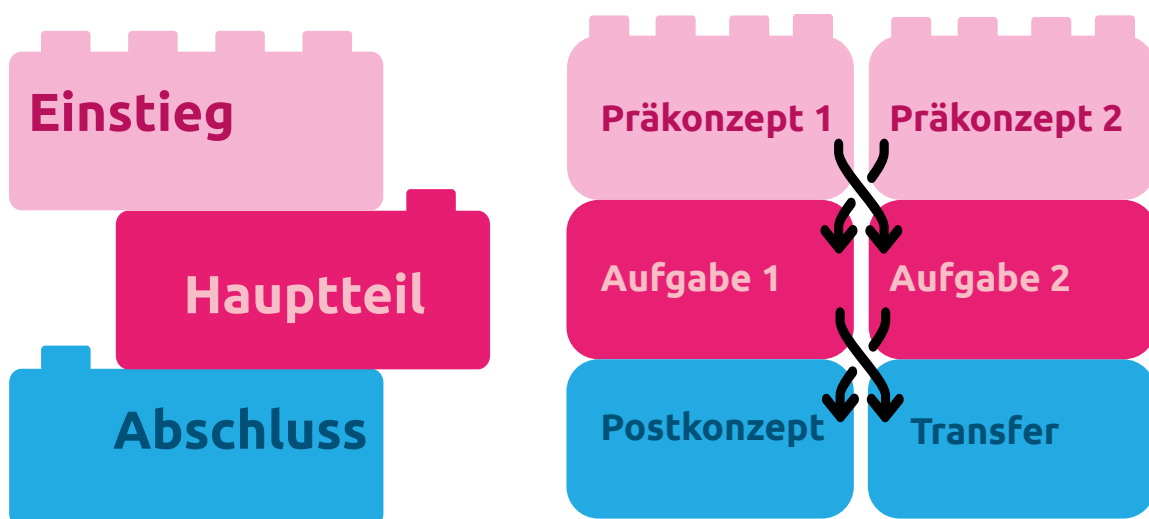 Einstieg
Hauptteil
Abschluss
Präkonzept 1
Präkonzept 2
Aufgabe 1
Aufgabe 2
Postkonzept
Transfer